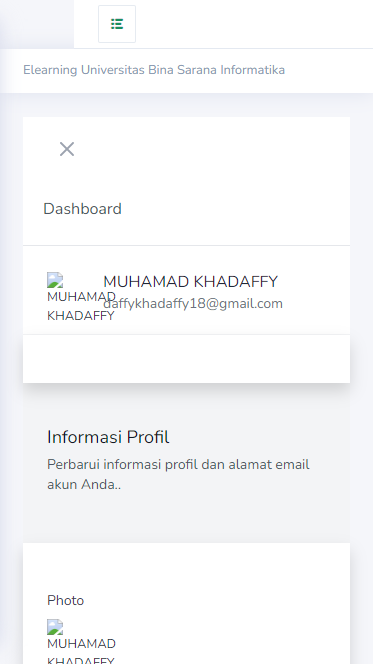 Elearning Universitas Bina Sarana Informatika
Dashboard
MUHAMAD KHADAFFY
MUHAMAD KHADAFFY
daffykhadaffy18@gmail.com
Informasi Profil
Perbarui informasi profil dan alamat email
akun Anda..
Photo
MUHAMAD
KHADAFFY